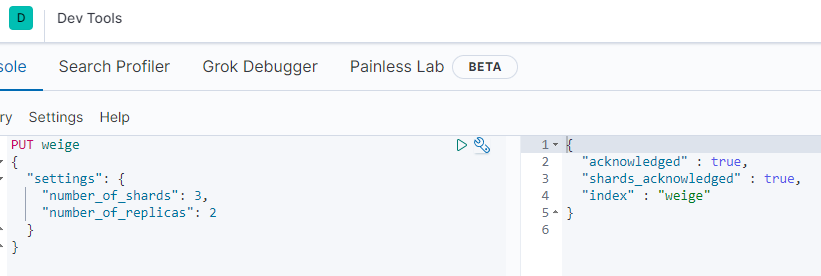 D Dev Tools
sole Search Profiler Grok Debugger Painless Lab BETA
ry Settings Help
PUT weige
{
"settings": {
"number_of_shards": 3,
"number_of_replicas": 2
}
}
1 {
2 "acknowledged" : true,
3 "shards_acknowledged" : true,
4 "index" : "weige"
5 }
6